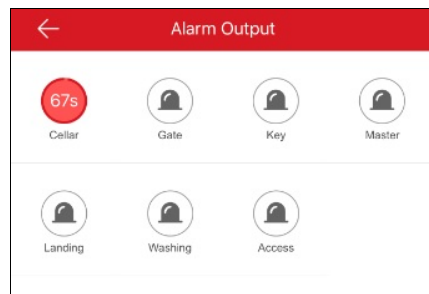 Alarm Output
67s
Cellar Gate Key Master
Landing Washing Access